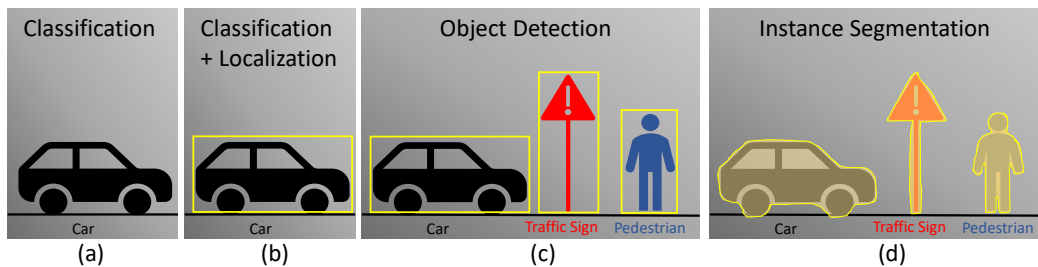 Classification
Classification
+ Localization
Object Detection
Instance Segmentation
!
!
Car
Car
Car
Traffic Sign
Pedestrian
Car
Traffic Sign
Pedestrian
(a)
(b)
(c)
(d)